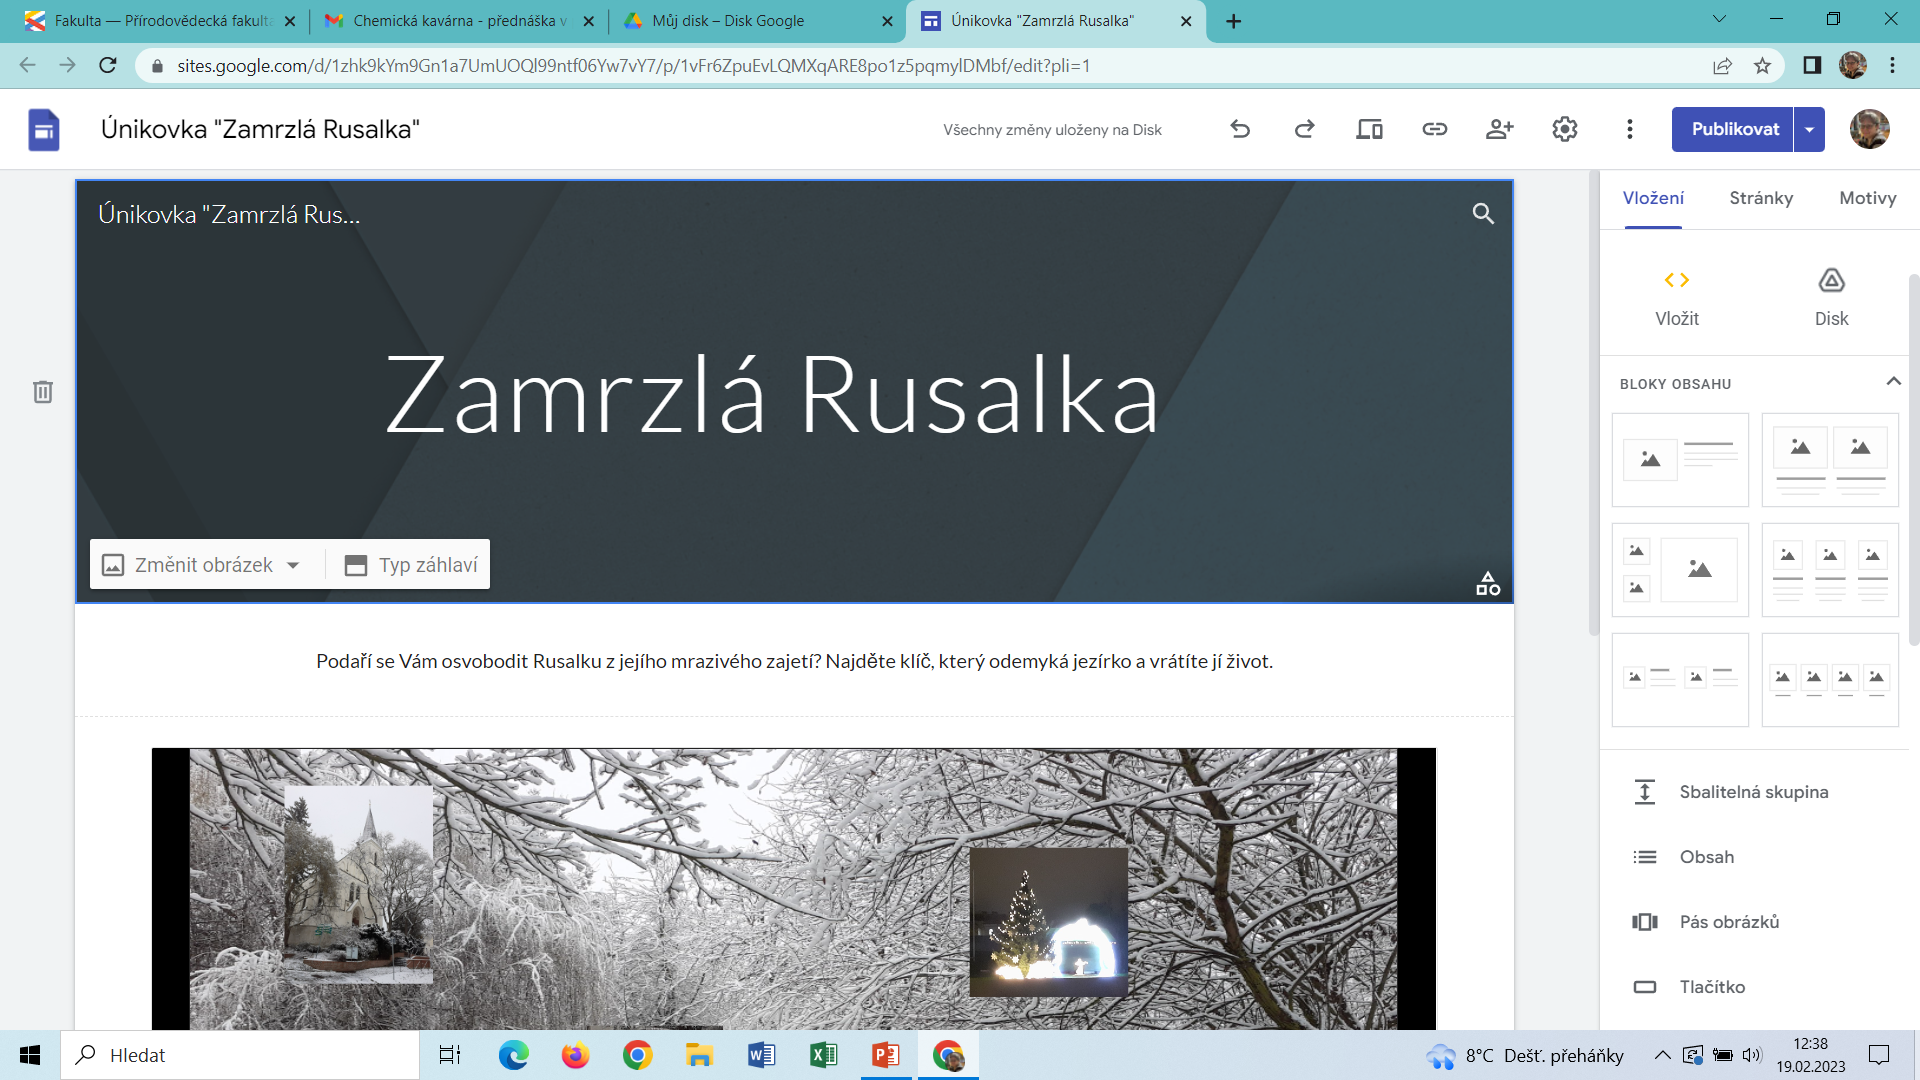 Fakulta — Přírodovědecká fakulta
Chemická kavárna - přednáška v
Můj disk – Disk Google
Únikovka "Zamrzlá Rusalka"
sites.google.com/d/1zhk9kYm9Gn1a7UmUOQl99ntf06Yw7vY7/p/1vFr6ZpuEvLQMXqARE8po1z5pqmylDMbf/edit?pli=1
Únikovka "Zamrzlá Rusalka"
Všechny změny uloženy na Disk
Publikovat
Únikovka "Zamrzlá Rus...
Zamrzlá Rusalka
Změnit obrázek
Typ záhlaví
Podaří se Vám osvobodit Rusalku z jejího mrazivého zajetí? Najděte klíč, který odemyká jezírko a vrátíte jí život.
Vložení
Stránky
Motivy
Vložit
Disk
BLOKY OBSAHU
Sbalitelná skupina
Obsah
Pás obrázků
Tlačítko
Hledat
8°C Dešť. přeháňky
12:38
19.02.2023